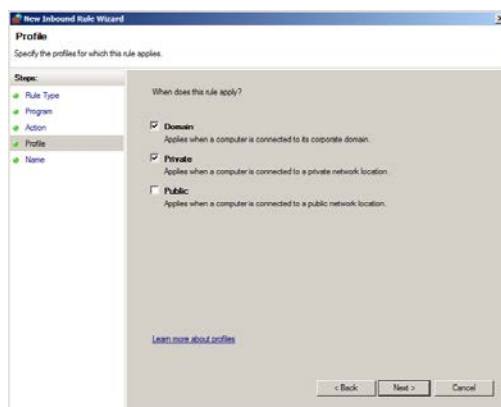 New Inbound Rule Wizard
Profile
Specify the profiles for which this rule applies.
Steps:
Rule Type
Program
Action
Profile
Name
When does this rule apply?
Domain
Applies when a computer is connected to its corporate domain.
Private
Applies when a computer is connected to a private network location.
Public
Applies when a computer is connected to a public network location.
Learn more about profiles
< Back
Next >
Cancel